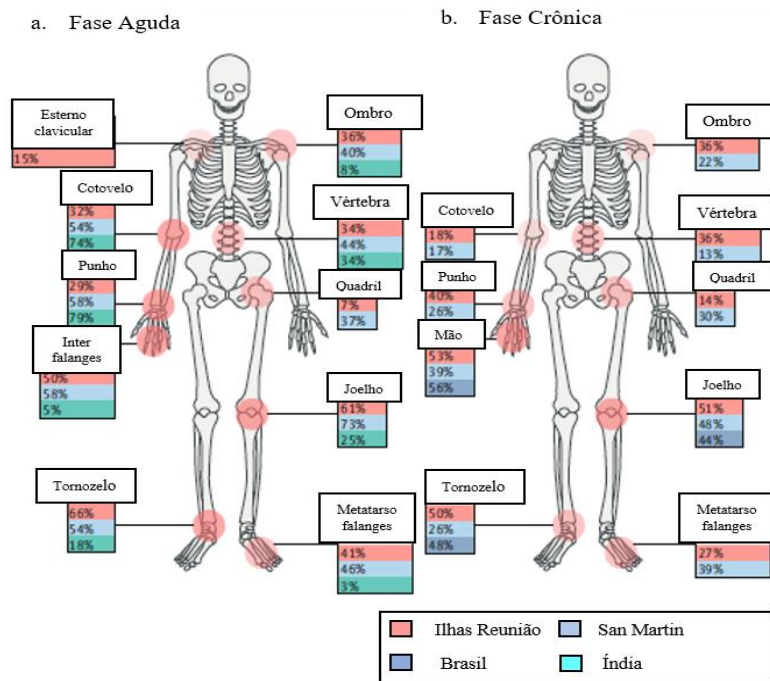 a. Fase Aguda
Esterno
clavicular
15%
Ombro
36%
40%
8%
Cotovelo
32%
54%
74%
Vértebra
34%
44%
34%
Punho
29%
58%
79%
Quadril
7%
37%
Inter
falanges
50%
58%
5%
Joelho
61%
73%
25%
Tornozelo
66%
54%
18%
Metatarso
falanges
41%
46%
3%
b. Fase Crônica
Ombro
36%
22%
Cotovelo
18%
17%
Vértebra
36%
13%
Punho
40%
26%
Quadril
14%
30%
Mão
53%
39%
56%
Joelho
51%
48%
44%
Tornozelo
50%
26%
48%
Metatarso
falanges
27%
39%
Ilhas Reunião
San Martin
Brasil
Índia